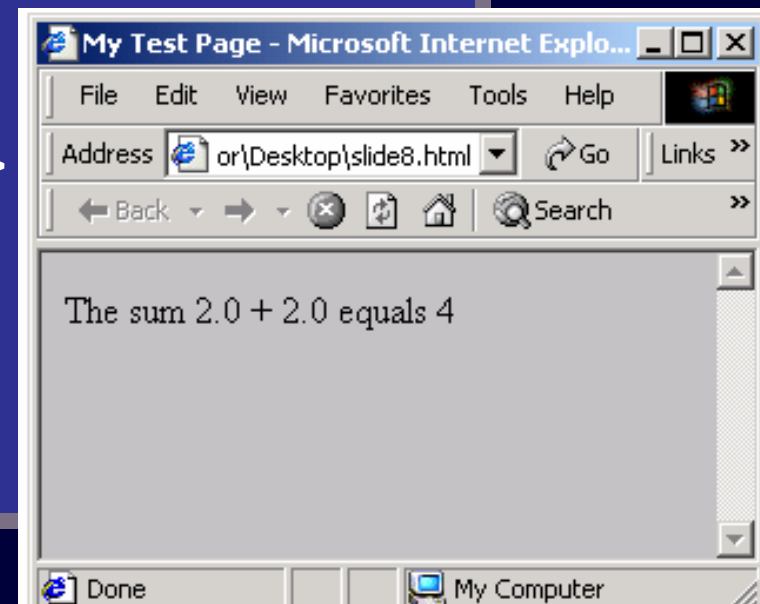 My Test Page - Microsoft Internet Explo...
File Edit View Favorites Tools Help
Address or\Desktop\slide8.html Go Links »
Back Search »
The sum 2.0 + 2.0 equals 4
Done My Computer